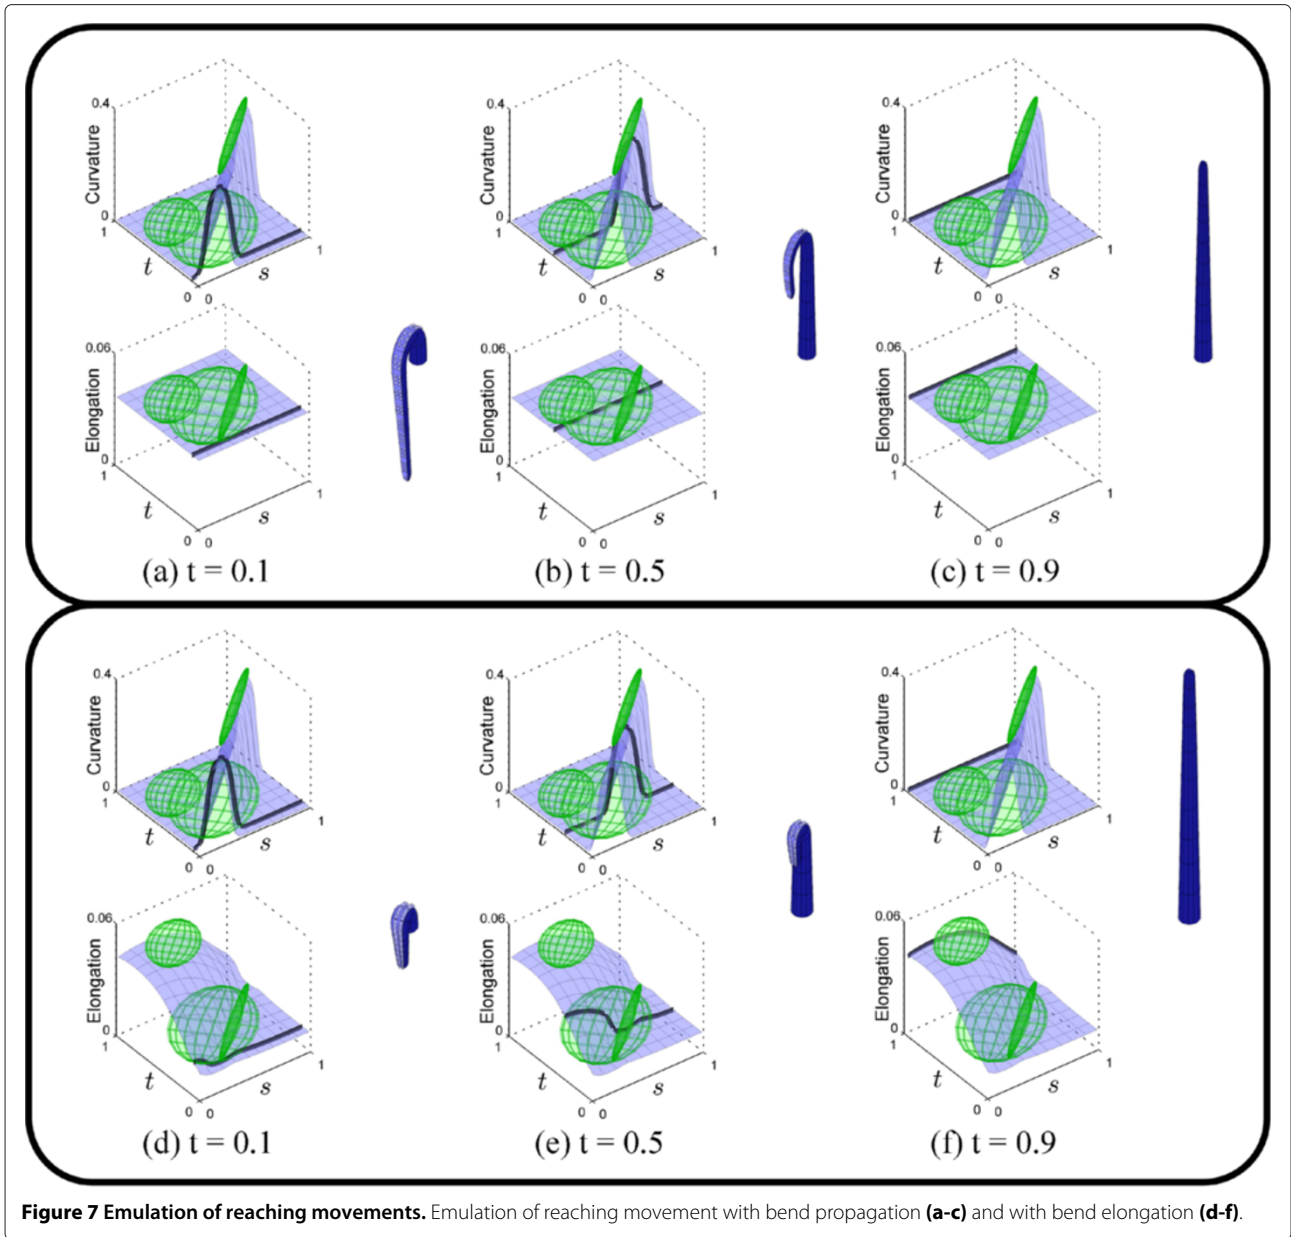 0.4
Curvature
0
1
t
0
0
s
1
0.06
Elongation
0
1
t
0
0
s
1
(a) t = 0.1
0.4
Curvature
0
1
t
0
0
s
1
0.06
Elongation
0
1
t
0
0
s
1
(b) t = 0.5
0.4
Curvature
0
1
t
0
0
s
1
0.06
Elongation
0
1
t
0
0
s
1
(c) t = 0.9
0.4
Curvature
0
1
t
0
0
s
1
0.06
Elongation
0
1
t
0
0
s
1
(d) t = 0.1
0.4
Curvature
0
1
t
0
0
s
1
0.06
Elongation
0
1
t
0
0
s
1
(e) t = 0.5
0.4
Curvature
0
1
t
0
0
s
1
0.06
Elongation
0
1
t
0
0
s
1
(f) t = 0.9
Figure 7 Emulation of reaching movements. Emulation of reaching movement with bend propagation (a-c) and with bend elongation (d-f).